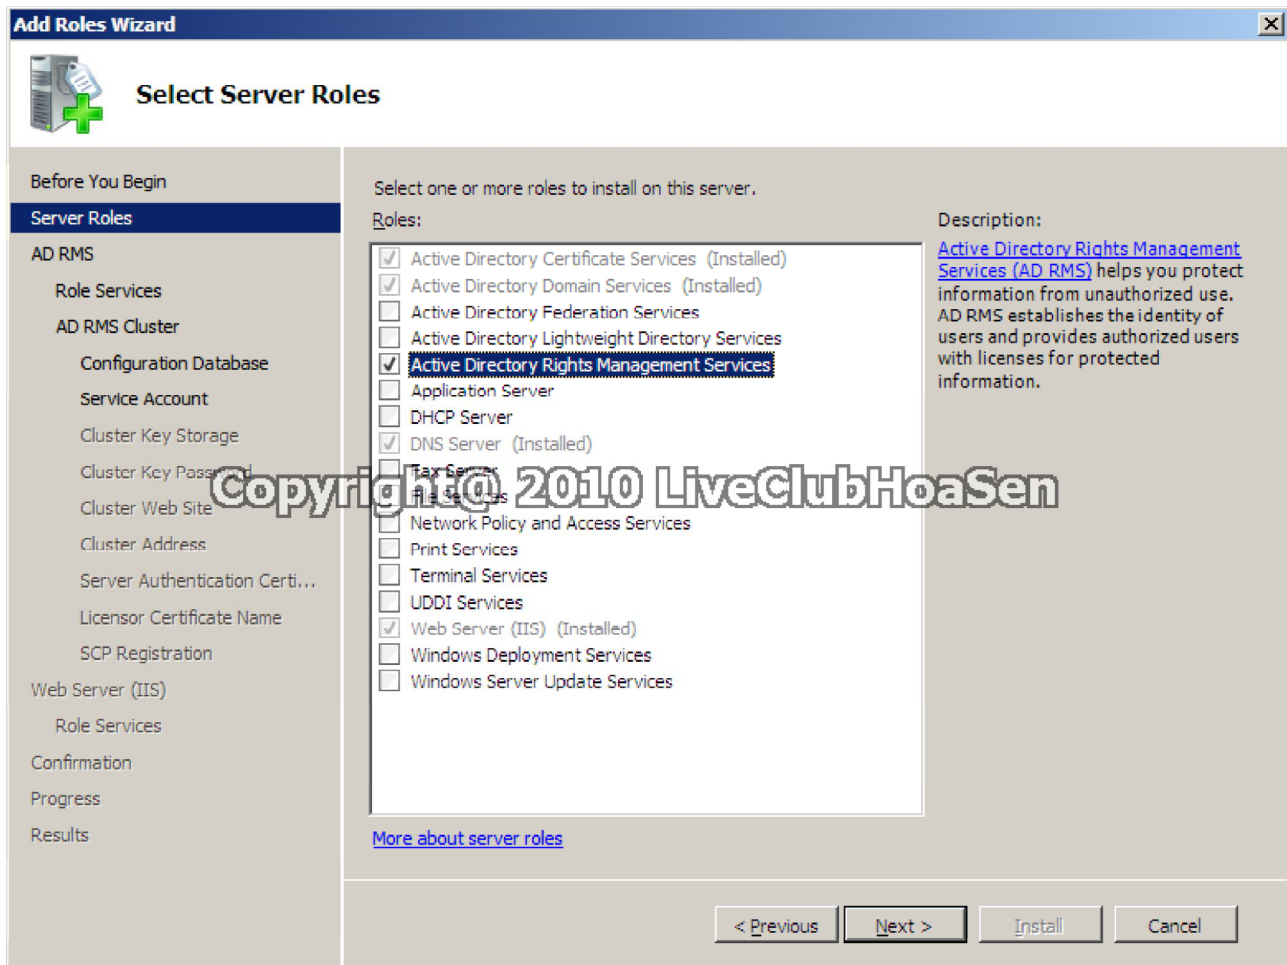 Add Roles Wizard
Select Server Roles
Before You Begin
Server Roles
AD RMS
Role Services
AD RMS Cluster
Configuration Database
Service Account
Cluster Key Storage
Cluster Key Password
Cluster Web Site
Cluster Address
Server Authentication Certi...
Licensor Certificate Name
SCP Registration
Web Server (IIS)
Role Services
Confirmation
Progress
Results
Select one or more roles to install on this server.
Roles:
Active Directory Certificate Services (Installed)
Active Directory Domain Services (Installed)
Active Directory Federation Services
Active Directory Lightweight Directory Services
Active Directory Rights Management Services
Application Server
DHCP Server
DNS Server (Installed)
Fax Server
File Services
Network Policy and Access Services
Print Services
Terminal Services
UDDI Services
Web Server (IIS) (Installed)
Windows Deployment Services
Windows Server Update Services
More about server roles
Description:
Active Directory Rights Management
Services (AD RMS) helps you protect
information from unauthorized use.
AD RMS establishes the identity of
users and provides authorized users
with licenses for protected
information.
Copyright@ 2010 LiveClubHoaSen
< Previous
Next >
Install
Cancel